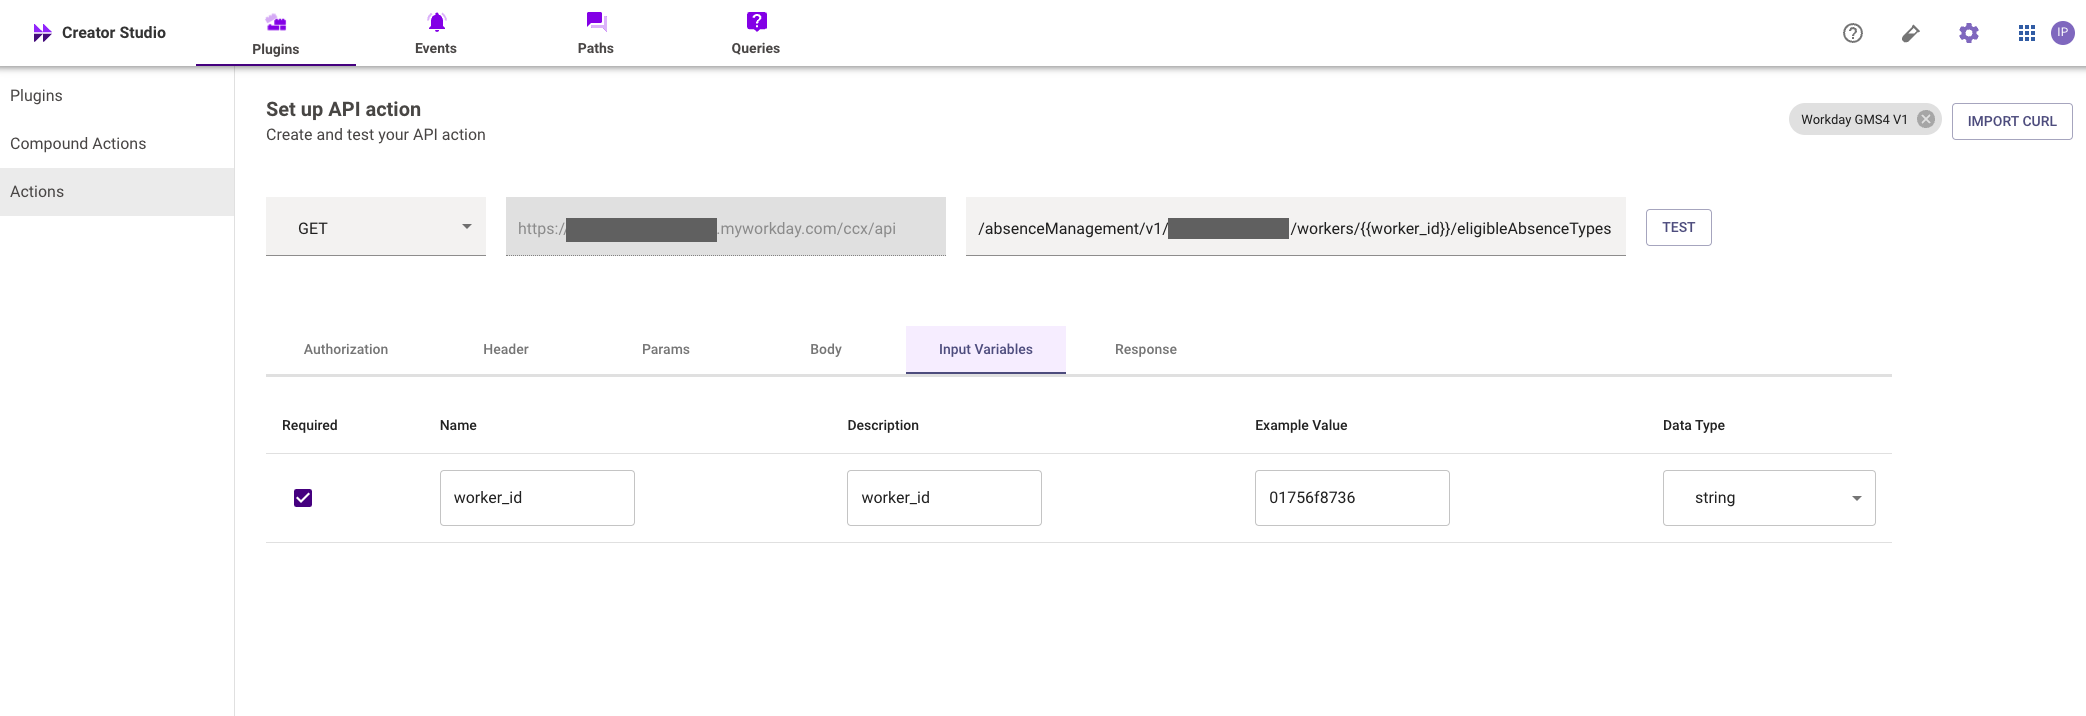 Creator Studio
Plugins
Events
Paths
Queries
IP
Plugins
Compound Actions
Actions
Set up API action
Create and test your API action
Workday GMS4 V1
IMPORT CURL
GET
https://
.myworkday.com/ccx/api
/absenceManagement/v1/
/workers/{{worker_id}}/eligibleAbsenceTypes
TEST
Authorization
Header
Params
Body
Input Variables
Response
Required
Name
Description
Example Value
Data Type
worker_id
worker_id
01756f8736
string